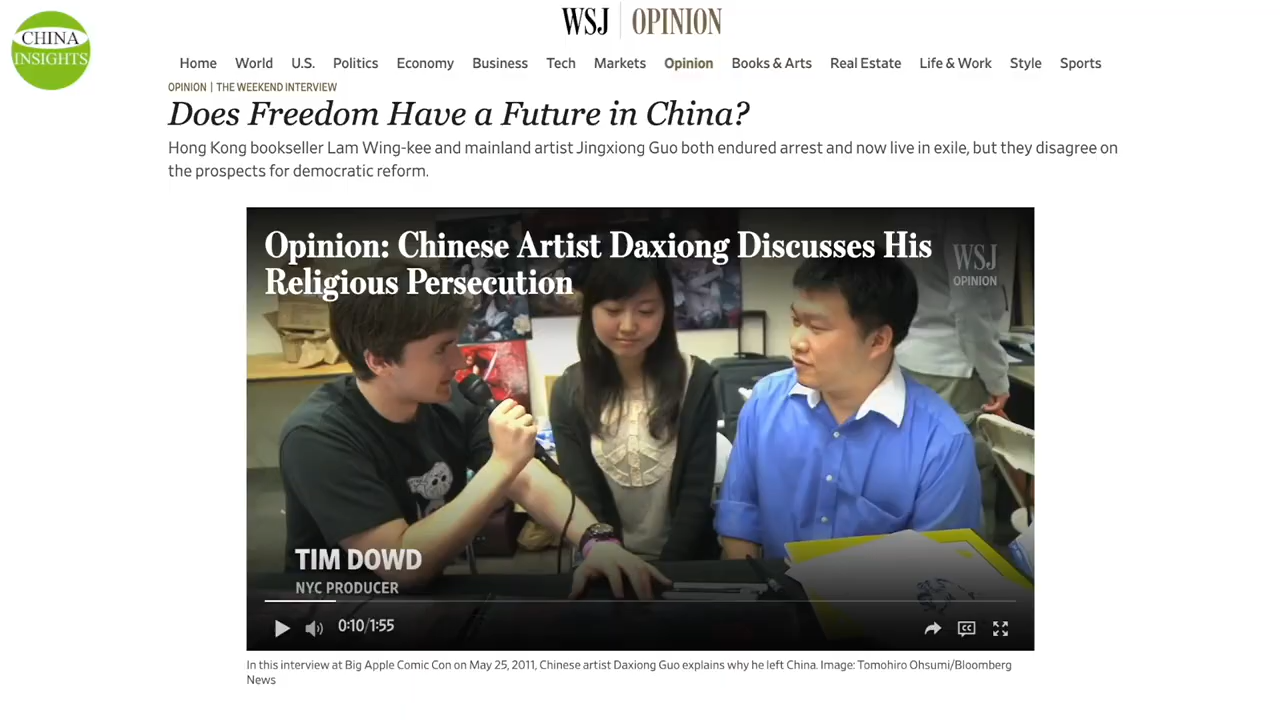 CHINA
INSIGHTS
WSJ OPINION
Home World U.S. Politics Economy Business Tech Markets Opinion Books & Arts Real Estate Life & Work Style Sports
OPINION | THE WEEKEND INTERVIEW
Does Freedom Have a Future in China?
Hong Kong bookseller Lam Wing-kee and mainland artist Jingxiong Guo both endured arrest and now live in exile, but they disagree on
the prospects for democratic reform.
Opinion: Chinese Artist Daxiong Discusses His
Religious Persecution
WSJ
OPINION
TIM DOWD
NYC PRODUCER
0:10/1:55
CC
In this interview at Big Apple Comic Con on May 25, 2011, Chinese artist Daxiong Guo explains why he left China. Image: Tomohiro Ohsumi/Bloomberg
News